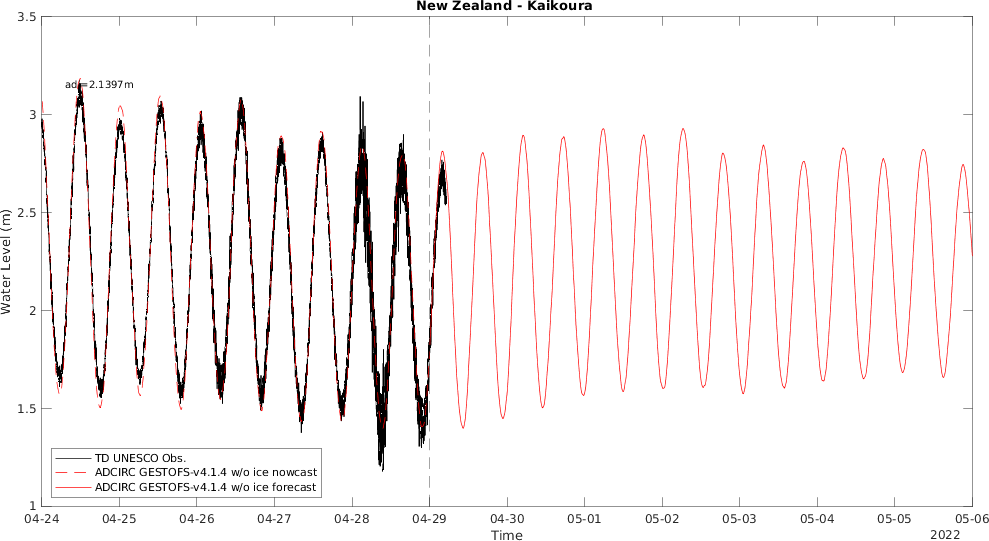 New Zealand - Kaikoura
3.5
3
2.5
2
1.5
1
Water Level (m)
adj=2.1397m
TD UNESCO Obs.
ADCIRC GESTOFS-v4.1.4 w/o ice nowcast
ADCIRC GESTOFS-v4.1.4 w/o ice forecast
04-24 04-25 04-26 04-27 04-28 04-29 04-30 05-01 05-02 05-03 05-04 05-05 05-06
Time
2022